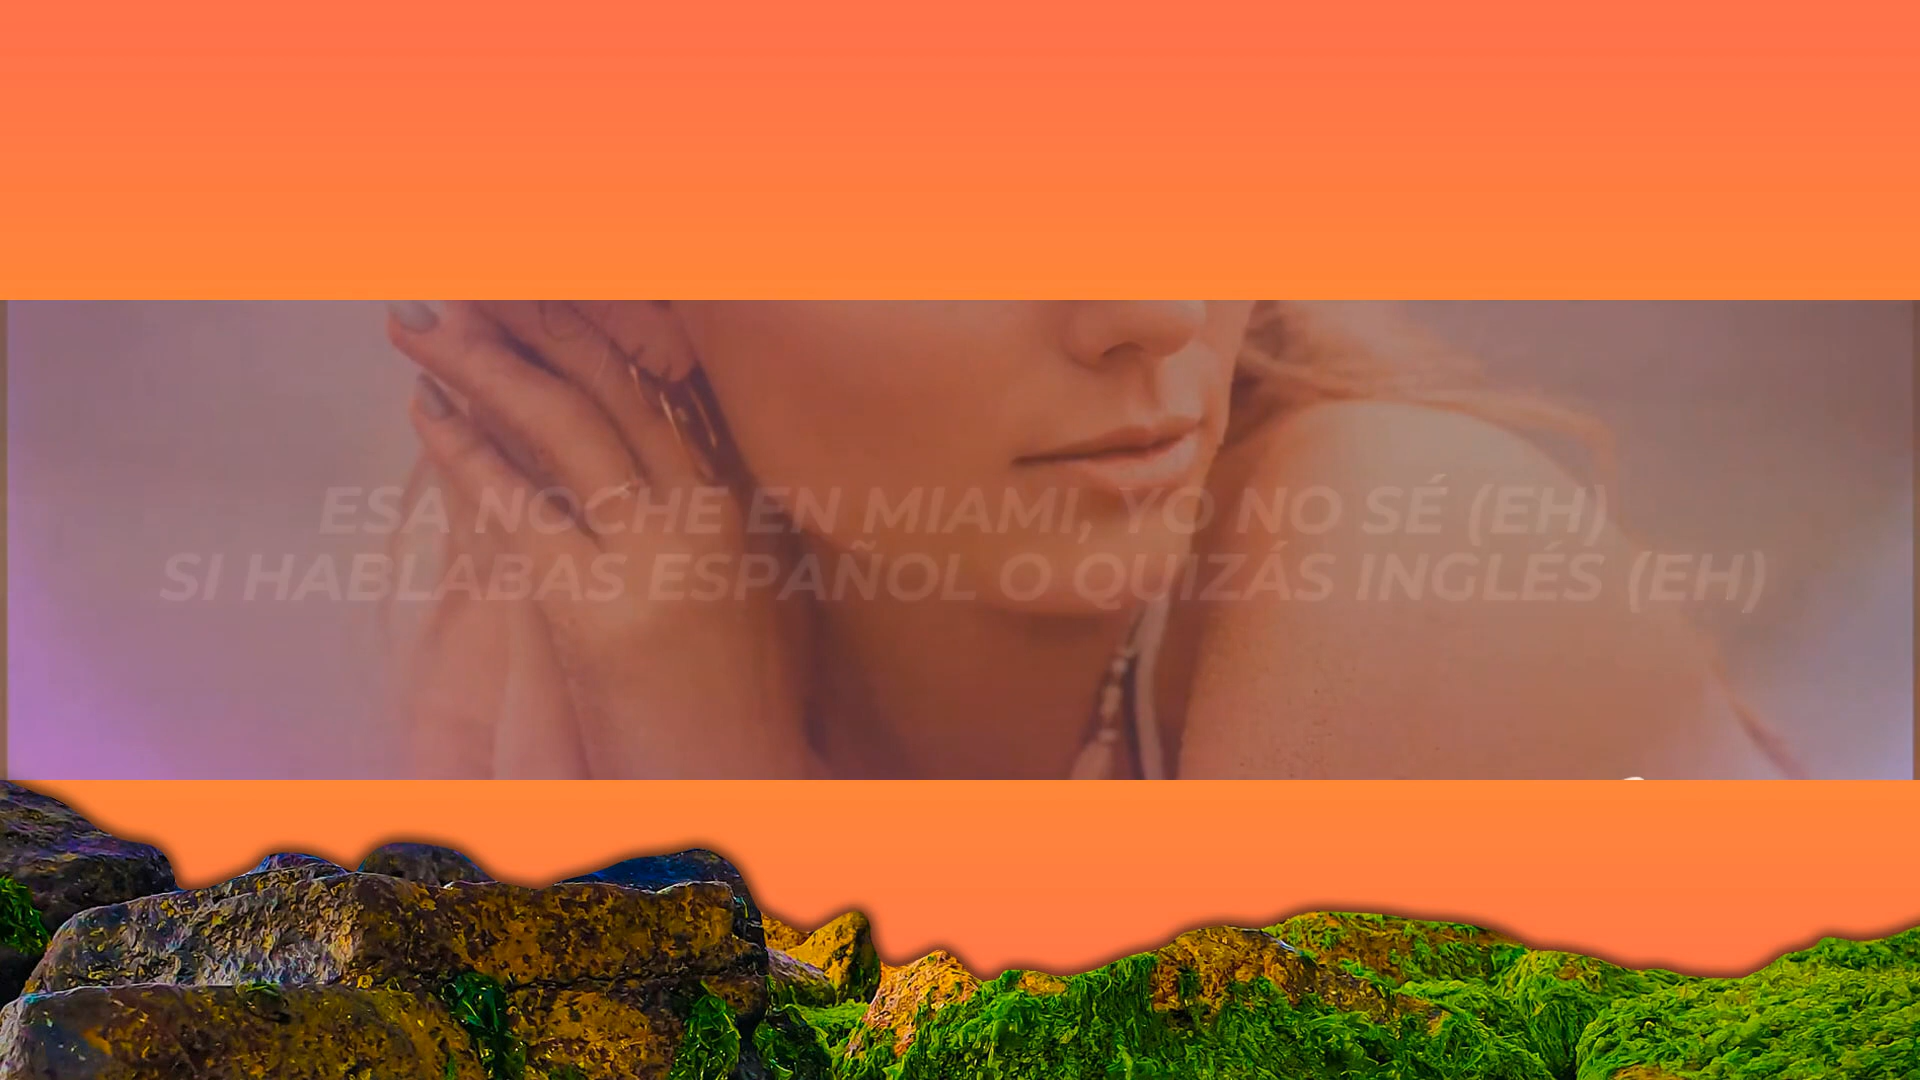 ESA NOCHE EN MIAMI, YO NO SÉ (EH)
SI HABLABAS ESPAÑOL O QUIZÁS INGLÉS (EH)